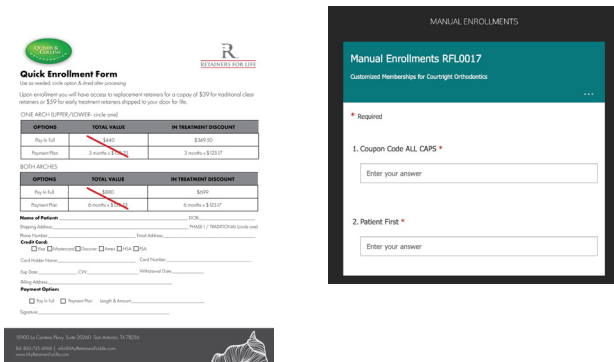 QUINN & COLLINS
R
RETAINERS FOR LIFE
Quick Enrollment Form
Use as needed, circle option & shred after processing
Upon enrollment you will have access to replacement retainers for a copay of $39 for traditional clear
retainers or $59 for early treatment retainers shipped to your door for life.
ONE ARCH (UPPER/LOWER- circle one)
OPTIONS TOTAL VALUE IN TREATMENT DISCOUNT
Pay In Full $440 $349.50
Payment Plan 3 months x 3 months x $123.17
BOTH ARCHES
OPTIONS TOTAL VALUE IN TREATMENT DISCOUNT
Pay In Full $880 $699
Payment Plan 6 months x 6 months x $123.17
Name of Patient: DOB:
Shipping Address: PHASE I / TRADITIONAL (circle one)
Phone Number: Email Address:
Credit Card:
Visa Mastercard Discover Amex HSA FSA
Card Holder Name: Card Number:
Exp Date: CVV: Withdrawal Date:
Billing Address:
Payment Option:
Pay In Full Payment Plan Length & Amount:
Signature:
San Antonio, TX 78256
MANUAL ENROLLMENTS
Manual Enrollments RFL0017
Customized Memberships for Courtright Orthodontics
...
* Required
1. Coupon Code ALL CAPS *
Enter your answer
2. Patient First *
Enter your answer